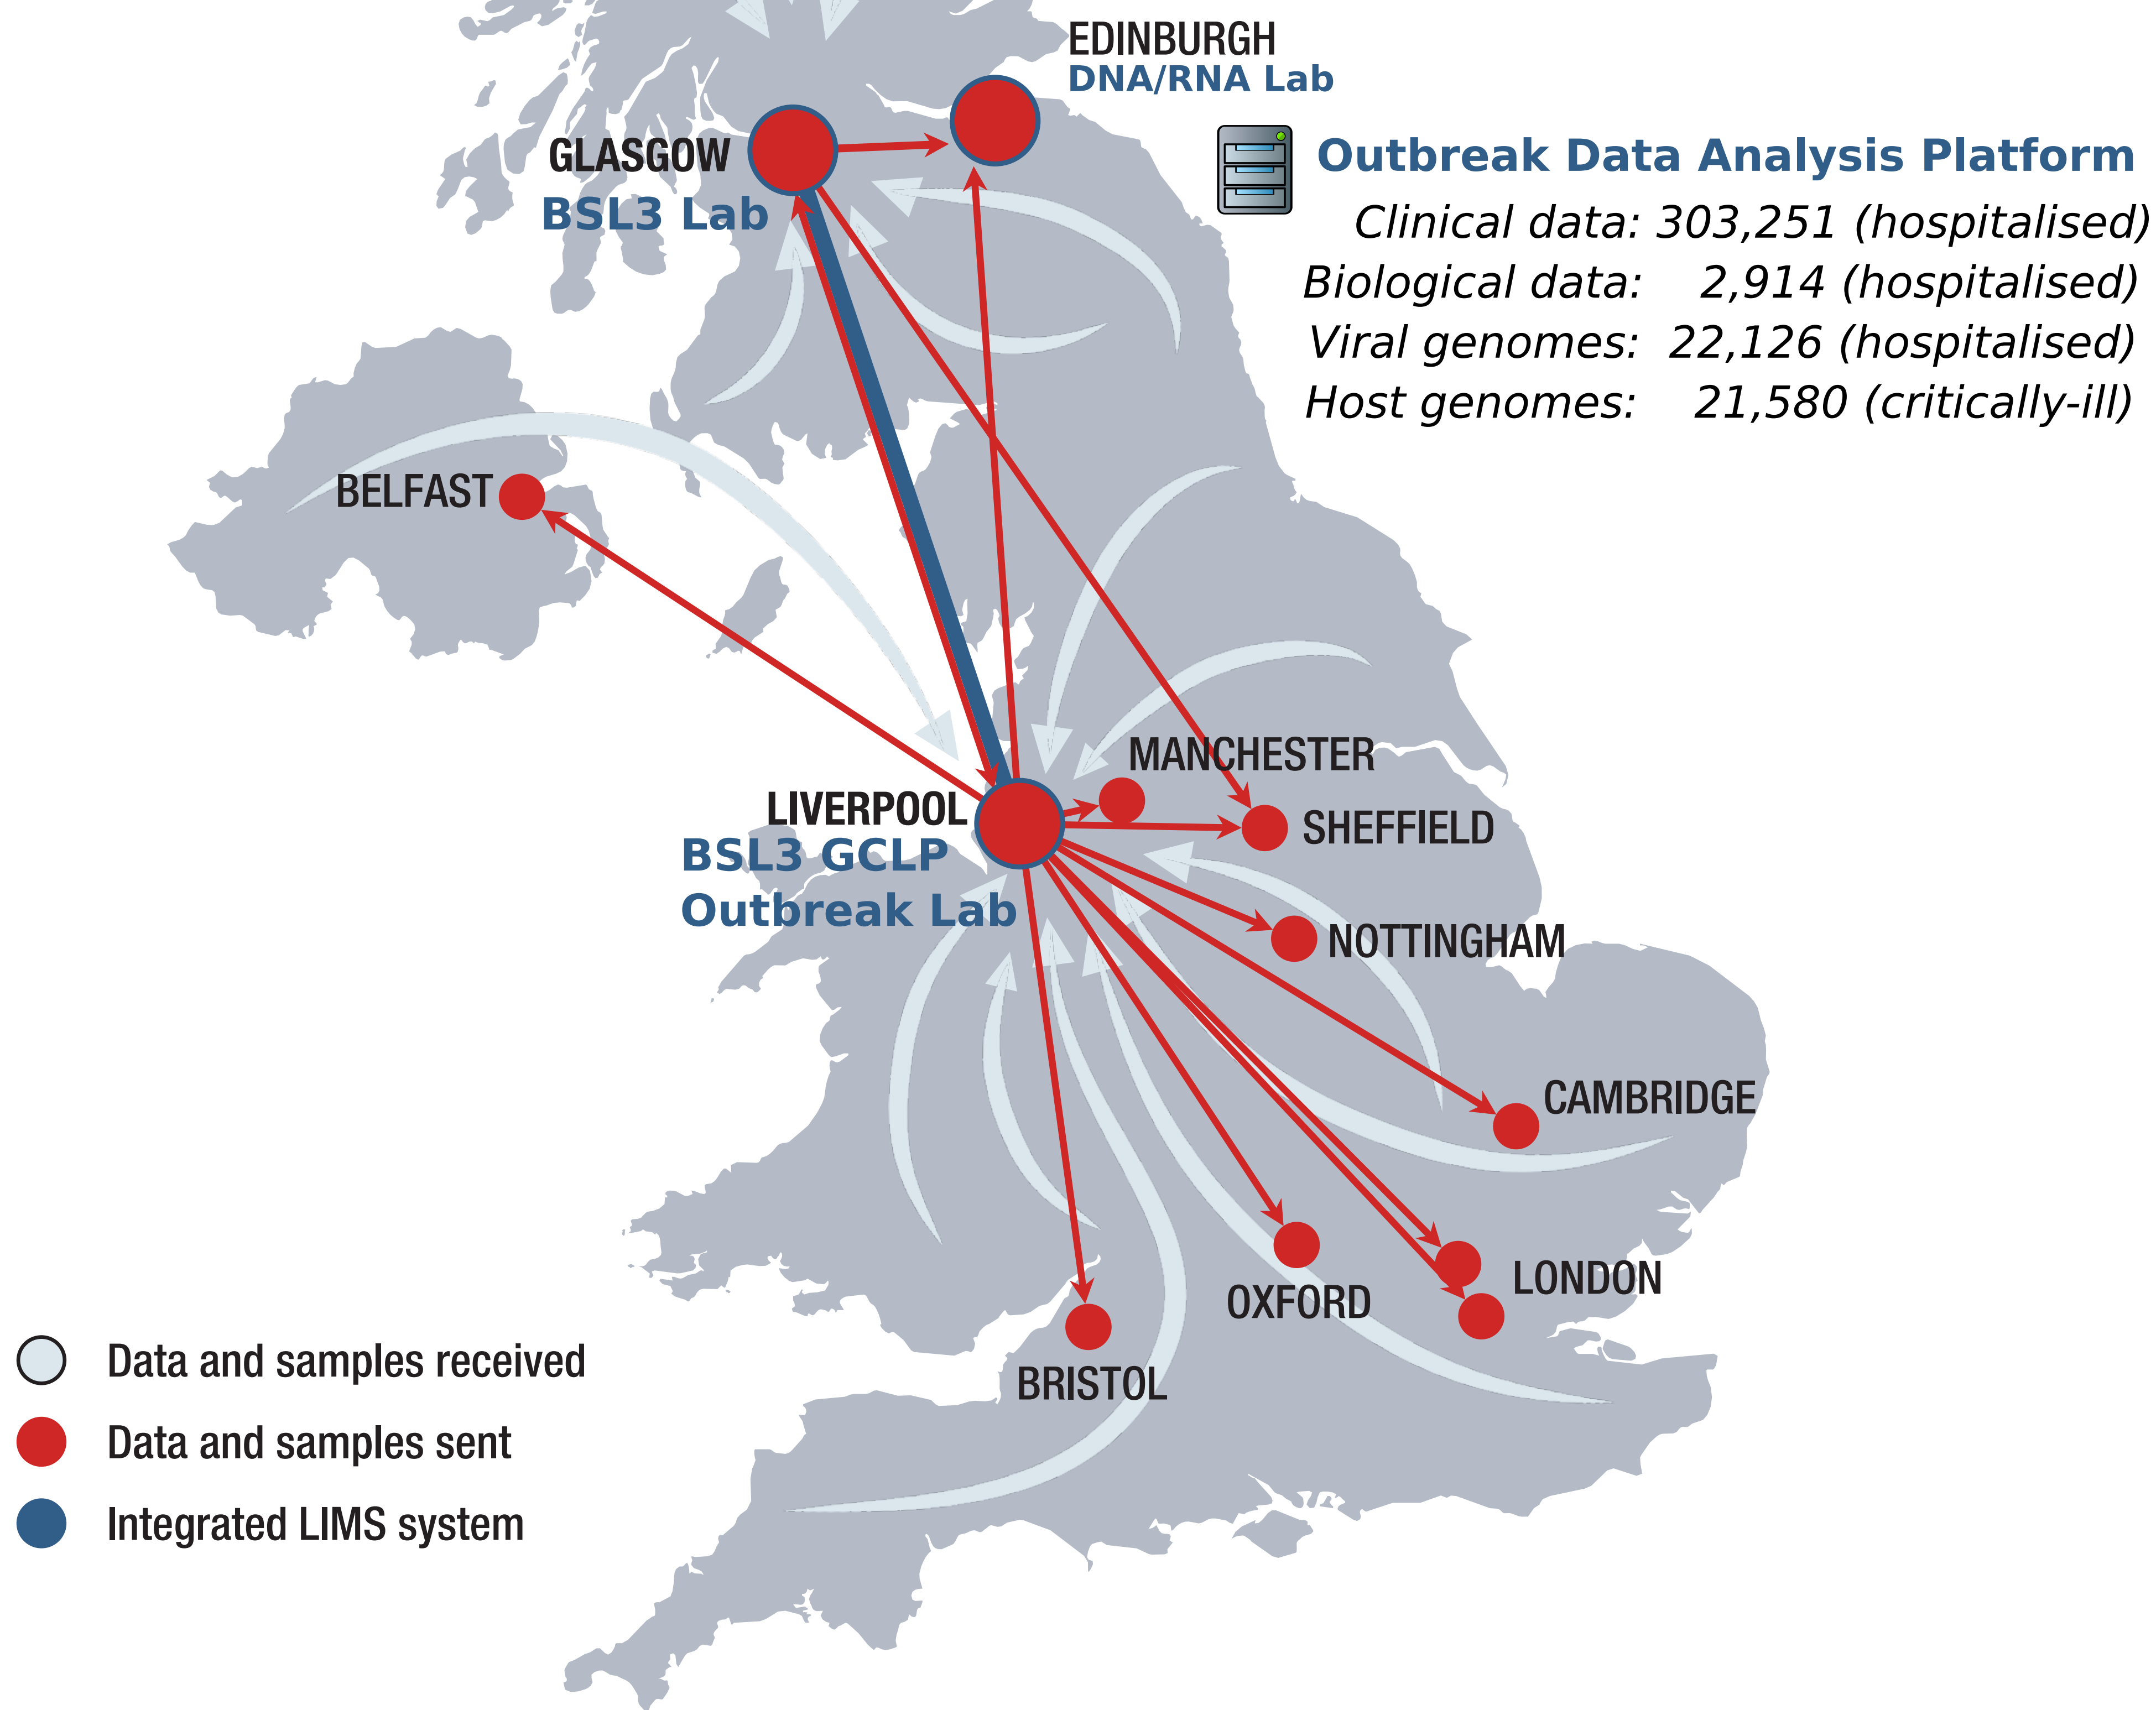 EDINBURGH
DNA/RNA Lab
GLASGOW
BSL3 Lab
Outbreak Data Analysis Platform
Clinical data: 303,251 (hospitalised)
Biological data: 2,914 (hospitalised)
Viral genomes: 22,126 (hospitalised)
Host genomes: 21,580 (critically-ill)
BELFAST
MANCHESTER
LIVERPOOL
BSL3 GCLP
Outbreak Lab
SHEFFIELD
NOTTINGHAM
CAMBRIDGE
LONDON
OXFORD
BRISTOL
Data and samples received
Data and samples sent
Integrated LIMS system